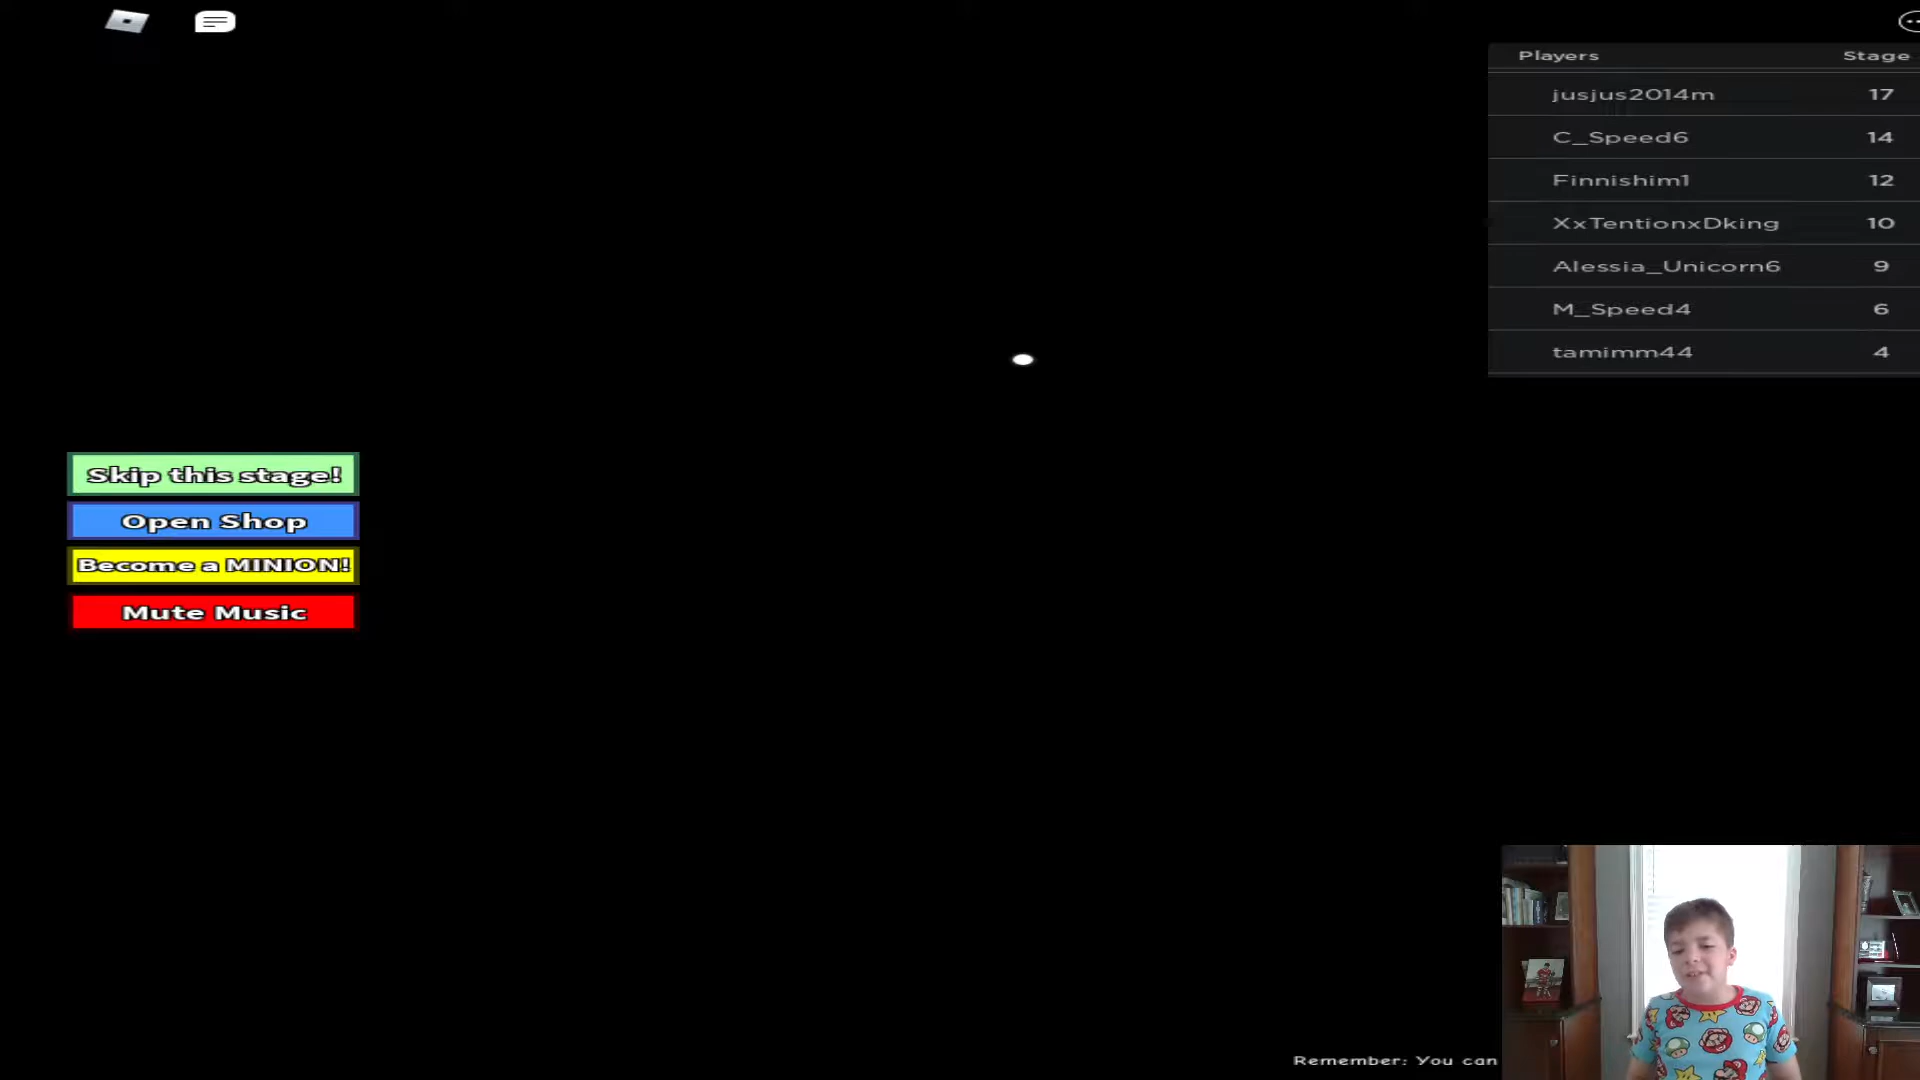 Players Stage
jusjus2014m 17
C_Speed6 14
Finnishim1 12
XxTentionxDking 10
Alessia_Unicorn6 9
M_Speed4 6
tamimm44 4
Skip this stage!
Open Shop
Become a MINION!
Mute Music
Remember: You can